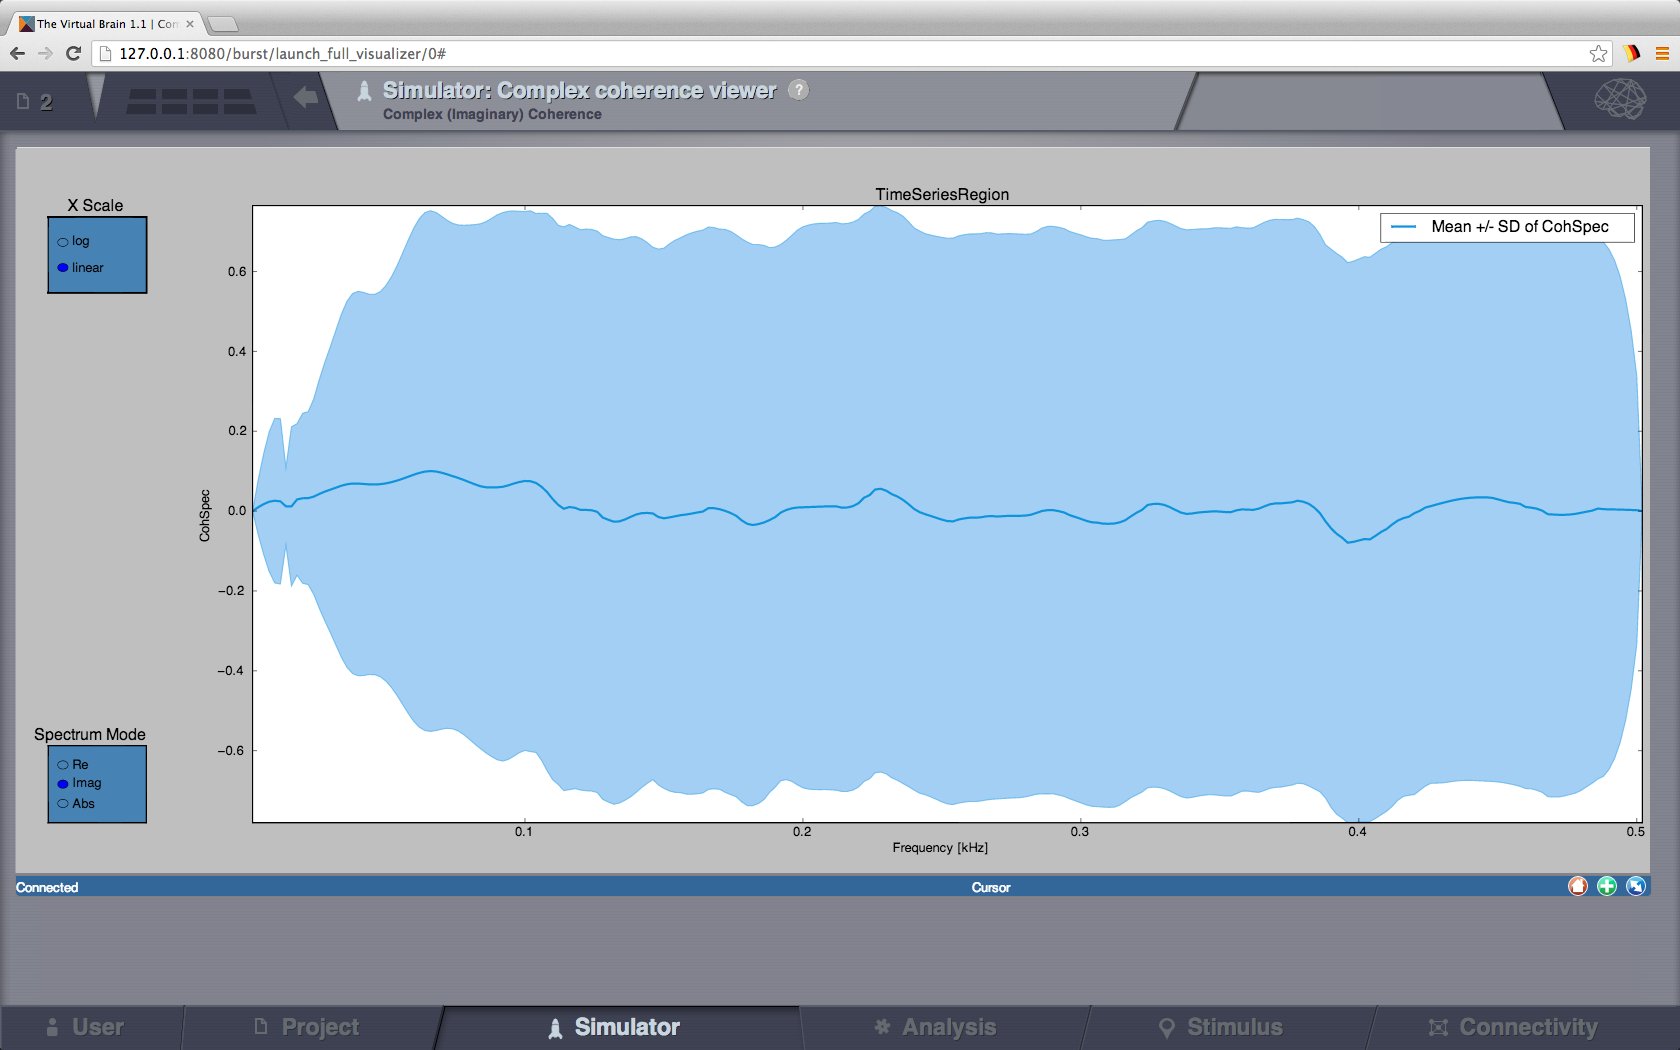 The Virtual Brain 1.1 | Con
127.0.0.1:8080/burst/launch_full_visualizer/0#
2
Simulator: Complex coherence viewer ?
Complex (Imaginary) Coherence
TimeSeriesRegion
X Scale
log
linear
Mean +/- SD of CohSpec
0.6
0.4
0.2
0.0
−0.2
−0.4
−0.6
CohSpec
Spectrum Mode
Re
Imag
Abs
0.1 0.2 0.3 0.4 0.5
Frequency [kHz]
Connected Cursor
User Project Simulator Analysis Stimulus Connectivity